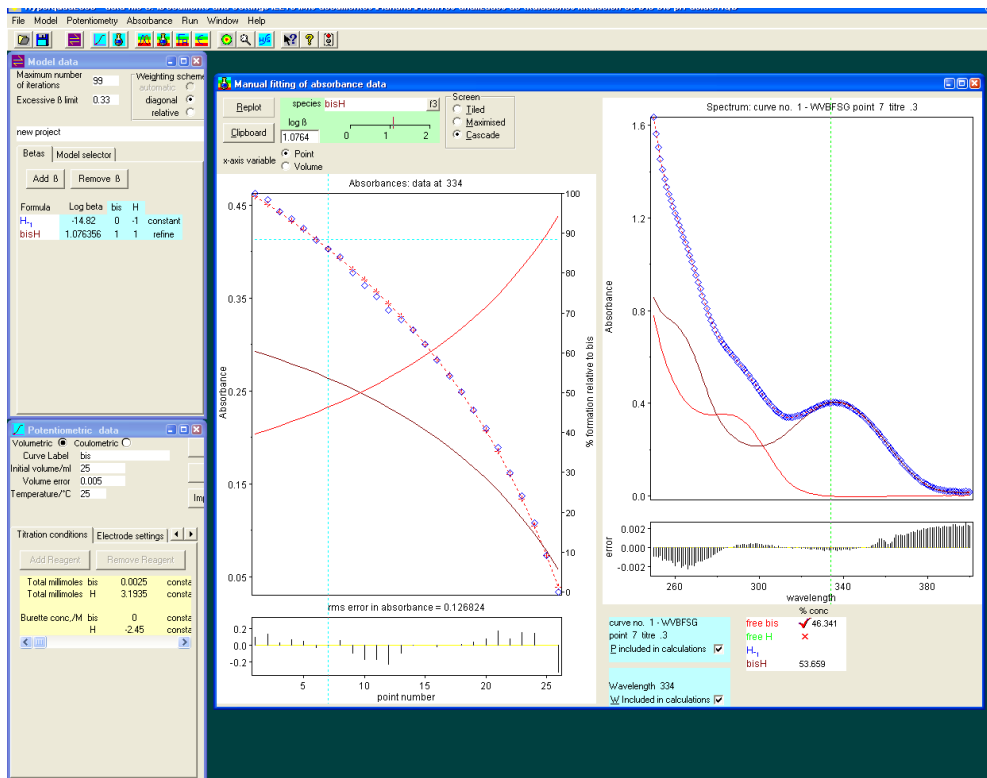 File Model Potentiometry Absorbance Run Window Help
Model data
Maximum number of iterations 99
Excessive ß limit 0.33
Weighting scheme
automatic
diagonal
relative
new project
Betas Model selector
Add ß Remove ß
Formula Log beta bis H
H-1 -14.82 0 -1 constant
bisH 1.076356 1 1 refine
Potentiometric data
Volumetric Coulometric
Curve Label bis
Initial volume/ml 25
Volume error 0.005
Temperature/°C 25
Imp
Titration conditions Electrode settings
Add Reagent Remove Reagent
Total millimoles bis 0.0025 consta
Total millimoles H 3.1935 consta
Burette conc,/M bis 0 consta
H -2.45 consta
Manual fitting of absorbance data
Replot species bisH f3
Clipboard log ß 1.0764 0 1 2
Screen
Tiled
Maximised
Cascade
x-axis variable Point
Volume
Absorbances: data at 334
Absorbance
0.45
0.35
0.25
0.15
0.05
100
90
80
70
60
50
40
30
20
10
0
% formation relative to bis
rms error in absorbance = 0.126824
0.2
0.0
-0.2
5 10 15 20 25
point number
Spectrum: curve no. 1 - WVBFSG point 7 titre .3
Absorbance
1.6
1.2
0.8
0.4
0.0
error
0.002
0.000
-0.002
260 300 340 380
wavelength
curve no. 1 - WVBFSG
point 7 titre .3
P included in calculations
Wavelength 334
W Included in calculations
% conc
free bis 46.341
free H
H-1
bisH 53.659